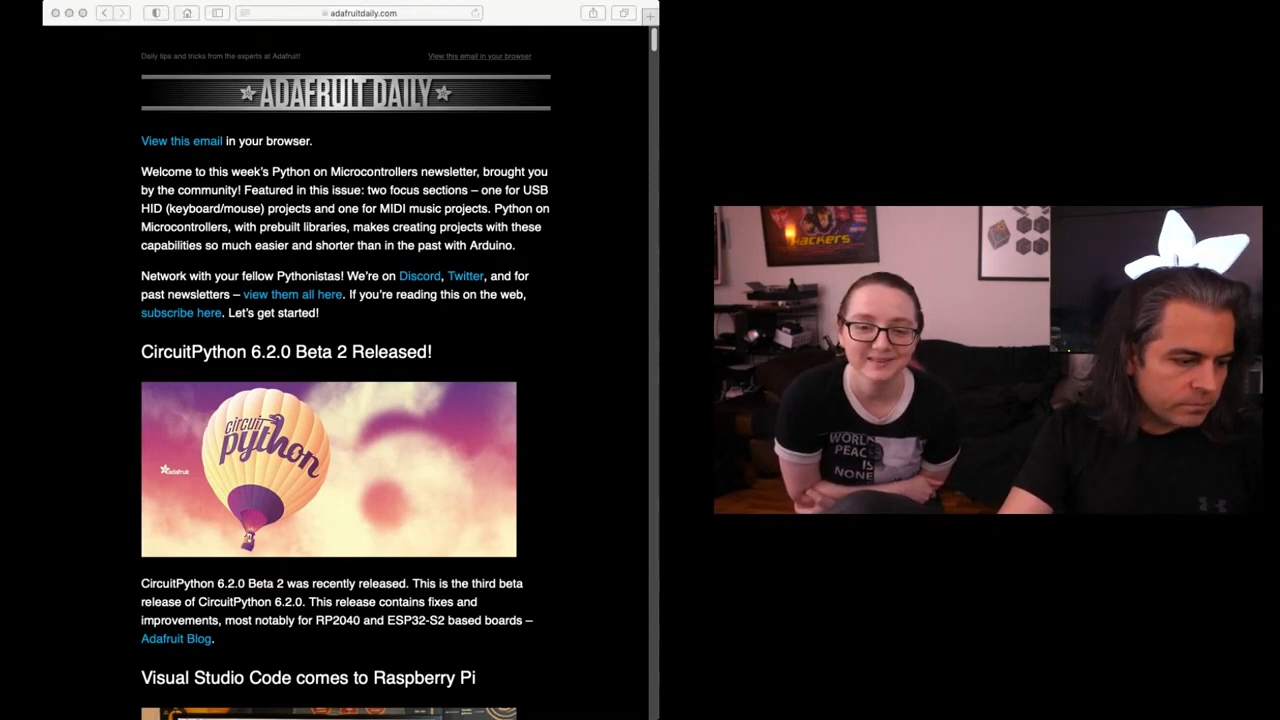 adafruitdaily.com
Daily tips and tricks from the experts at Adafruit!
View this email in your browser
ADAFRUIT DAILY
View this email in your browser.
Welcome to this week's Python on Microcontrollers newsletter, brought you
by the community! Featured in this issue: two focus sections – one for USB
HID (keyboard/mouse) projects and one for MIDI music projects. Python on
Microcontrollers, with prebuilt libraries, makes creating projects with these
capabilities so much easier and shorter than in the past with Arduino.
Network with your fellow Pythonistas! We're on Discord, Twitter, and for
past newsletters – view them all here. If you're reading this on the web,
subscribe here. Let's get started!
CircuitPython 6.2.0 Beta 2 Released!
circuit
python
adafruit
CircuitPython 6.2.0 Beta 2 was recently released. This is the third beta
release of CircuitPython 6.2.0. This release contains fixes and
improvements, most notably for RP2040 and ESP32-S2 based boards –
Adafruit Blog.
Visual Studio Code comes to Raspberry Pi
HACKERS
WORLD
PEACE
IS
NONE